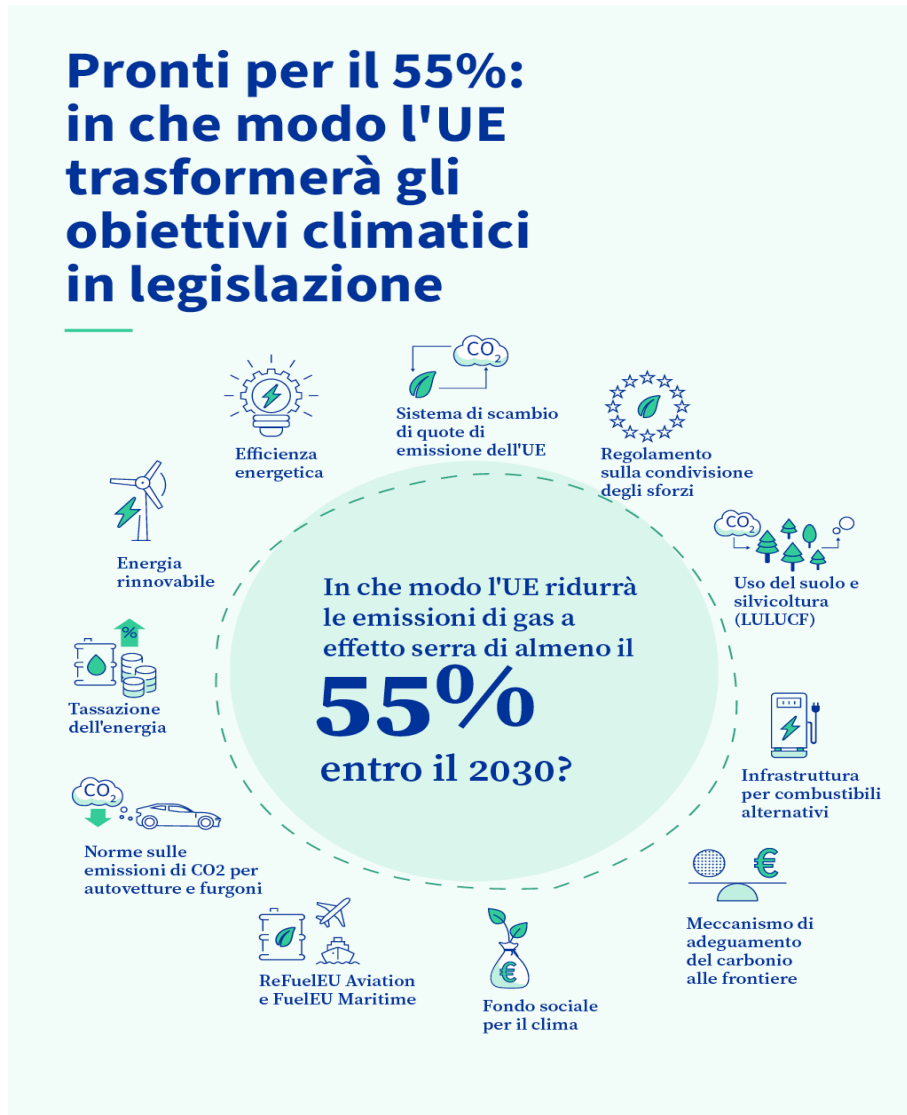 Pronti per il 55%:
in che modo l'UE
trasformerà gli
obiettivi climatici
in legislazione
CO2
Sistema di scambio
di quote di
emissione dell'UE
Regolamento
sulla condivisione
degli sforzi
CO2
Uso del suolo e
silvicoltura
(LULUCF)
Infrastruttura
per combustibili
alternativi
€
Meccanismo di
adeguamento
del carbonio
alle frontiere
€
Fondo sociale
per il clima
ReFuelEU Aviation
e FuelEU Maritime
CO2
Norme sulle
emissioni di CO2 per
autovetture e furgoni
%
Tassazione
dell'energia
Energia
rinnovabile
Efficienza
energetica
In che modo l'UE ridurrà
le emissioni di gas a
effetto serra di almeno il
55%
entro il 2030?